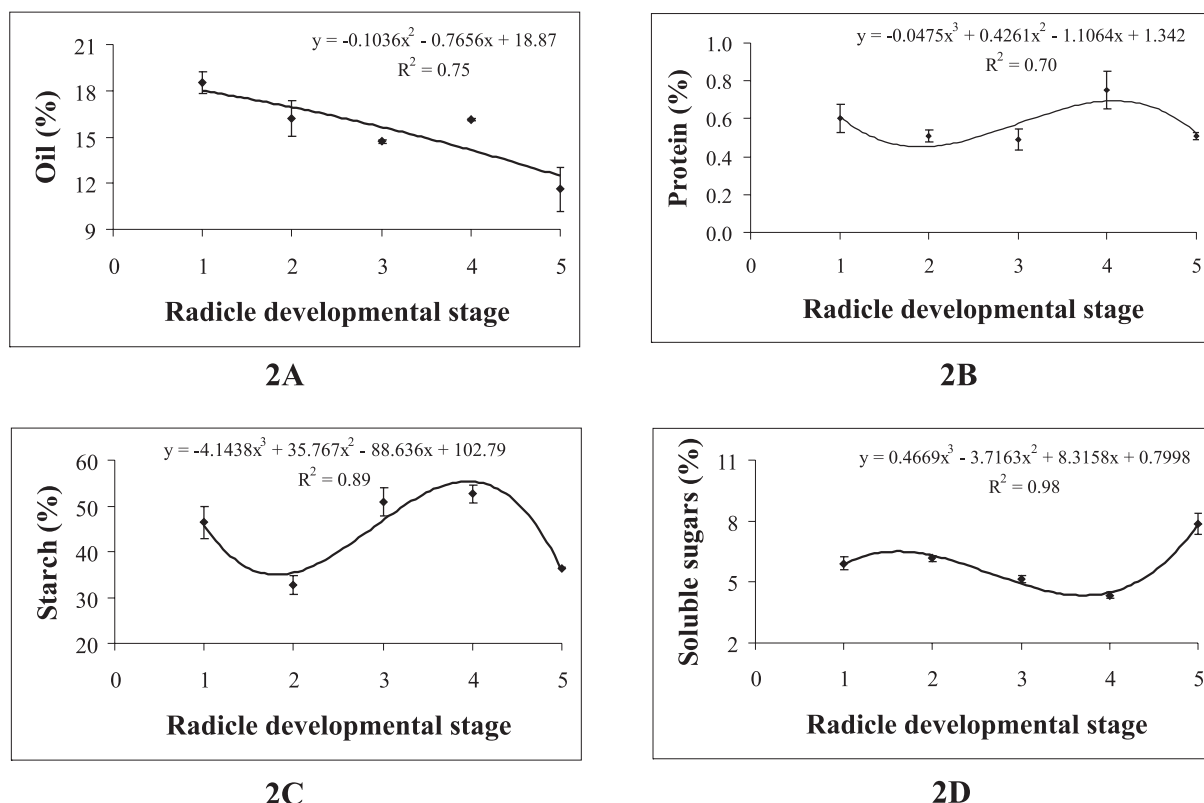 y = -0.1036x² - 0.7656x + 18.87
R² = 0.75
21
18
15
12
9
Oil (%)
0 1 2 3 4 5
Radicle developmental stage
2A
y = -0.0475x³ + 0.4261x² - 1.1064x + 1.342
R² = 0.70
1.0
0.8
0.6
0.4
0.2
0.0
Protein (%)
0 1 2 3 4 5
Radicle developmental stage
2B
y = -4.1438x³ + 35.767x² - 88.636x + 102.79
R² = 0.89
60
50
40
30
20
Starch (%)
0 1 2 3 4 5
Radicle developmental stage
2C
y = 0.4669x³ - 3.7163x² + 8.3158x + 0.7998
R² = 0.98
11
8
5
2
Soluble sugars (%)
0 1 2 3 4 5
Radicle developmental stage
2D